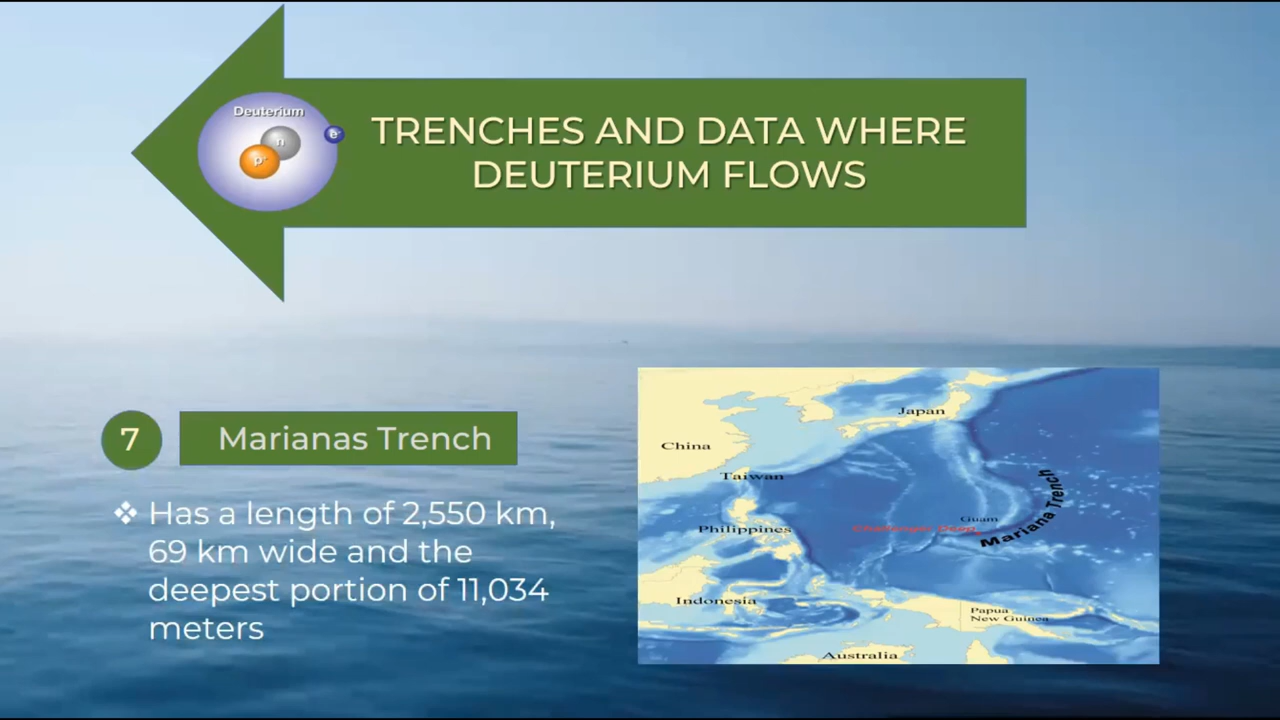 Deuterium
e-
n
p+
TRENCHES AND DATA WHERE
DEUTERIUM FLOWS
7
Marianas Trench
❖ Has a length of 2,550 km,
69 km wide and the
deepest portion of 11,034
meters
Japan
China
Taiwan
Guam
Mariana Trench
Philippines
Challenger Deep
Indonesia
Papua
New Guinea
Australia